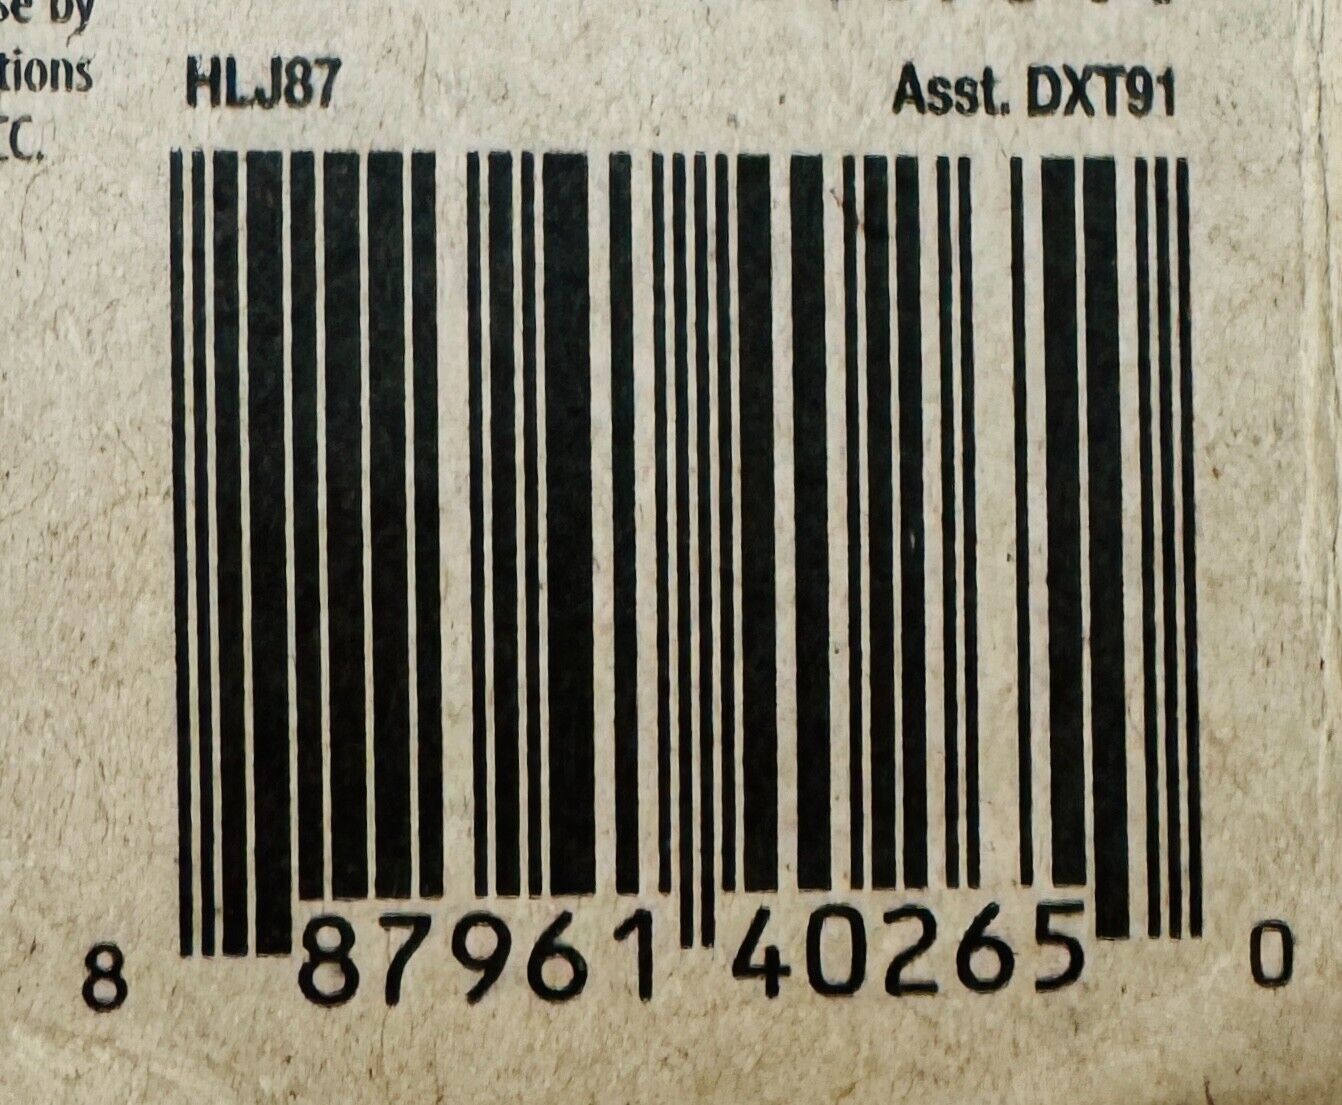 se by
tions
CC.
HLJ87 Asst. DXT91
8 87961 40265 0